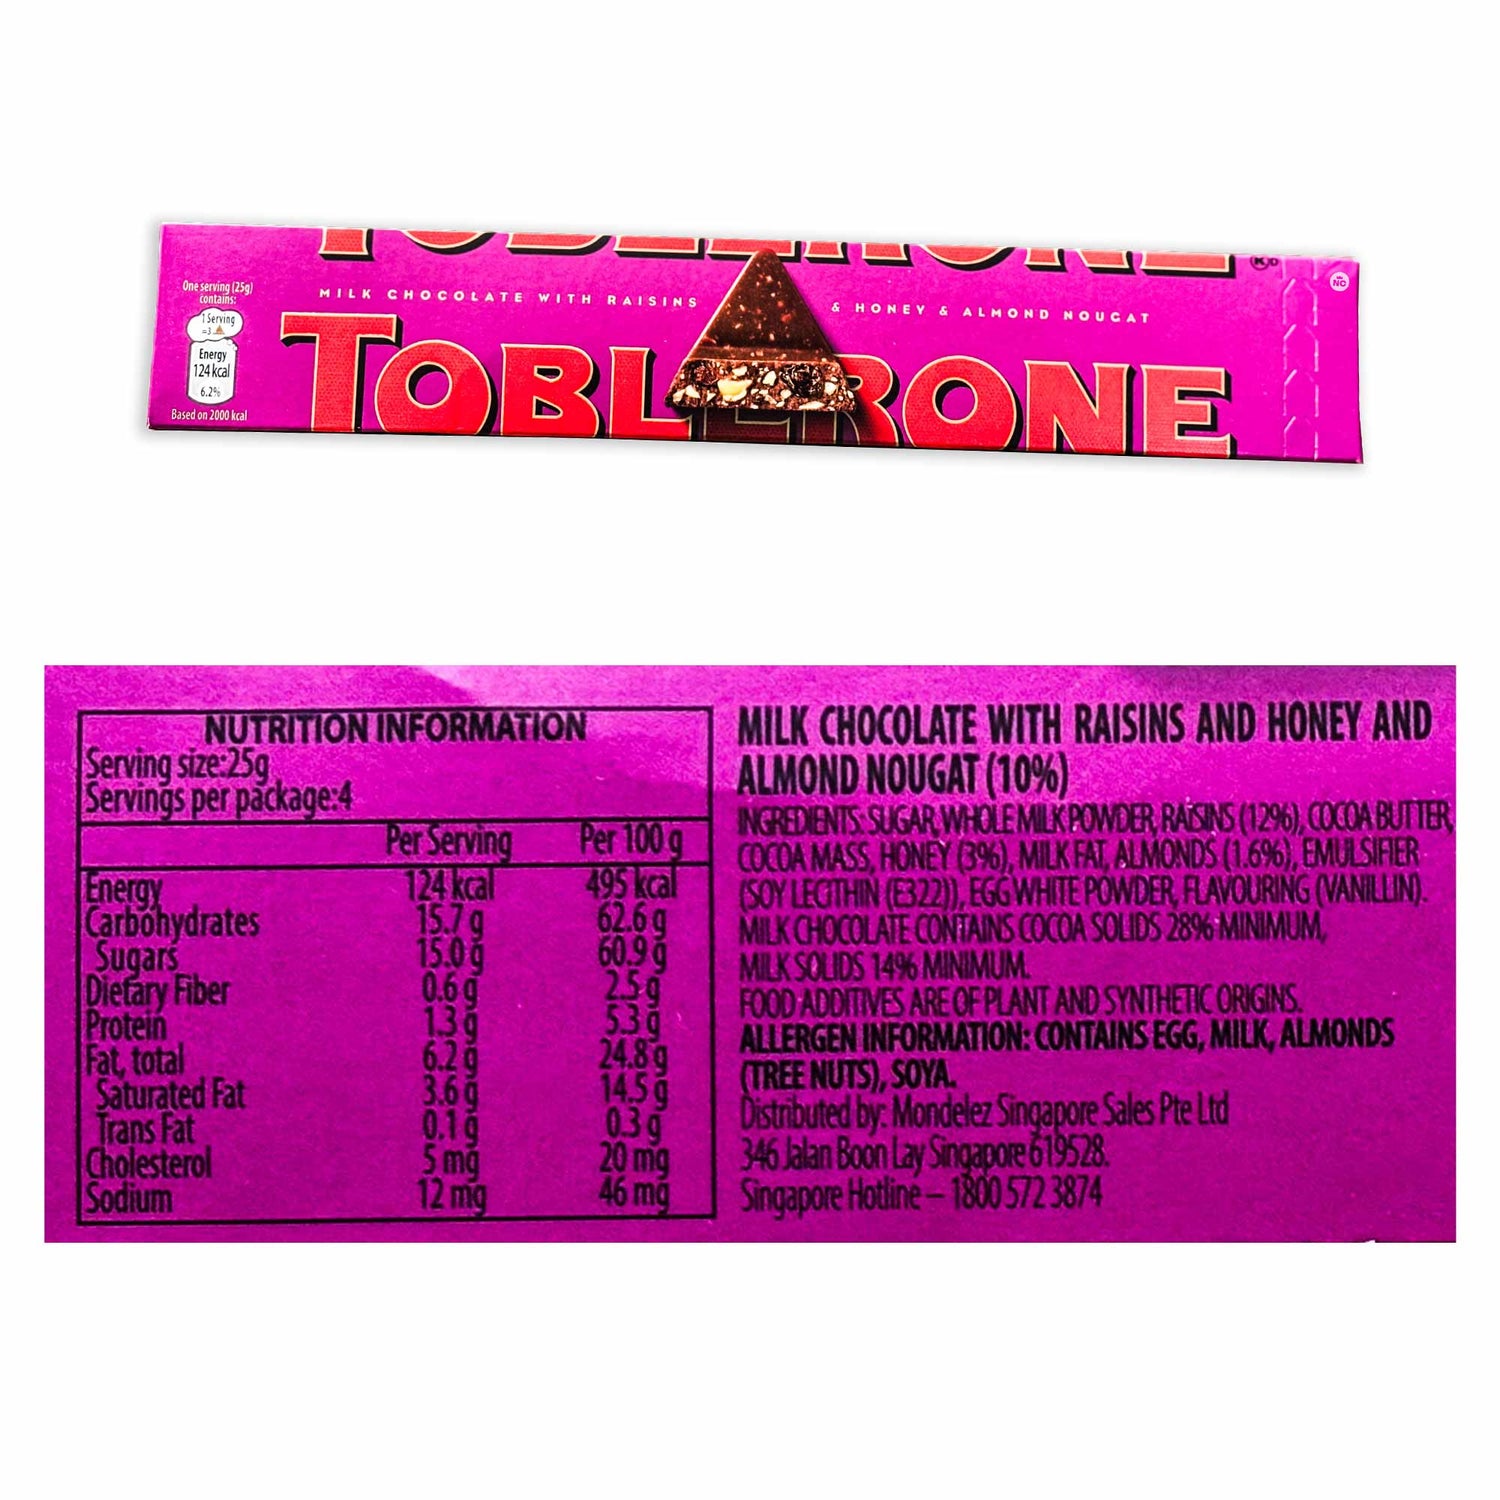 TOBLERONE
One serving (25g)
contains:
1 Serving
=3
Energy
124 kcal
6.2%
Based on 2000 kcal
MILK CHOCOLATE WITH RAISINS
& HONEY & ALMOND NOUGAT
TOBLERONE
NUTRITION INFORMATION
Serving size:25g
Servings per package:4
Per Serving Per 100 g
Energy 124 kcal 495 kcal
Carbohydrates 15.7 g 62.6 g
Sugars 15.0 g 60.9 g
Dietary Fiber 0.6 g 2.5 g
Protein 1.3 g 5.3 g
Fat, total 6.2 g 24.8 g
Saturated Fat 3.6 g 14.5 g
Trans Fat 0.1 g 0.3 g
Cholesterol 5 mg 20 mg
Sodium 12 mg 46 mg
MILK CHOCOLATE WITH RAISINS AND HONEY AND
ALMOND NOUGAT (10%)
INGREDIENTS: SUGAR, WHOLE MILK POWDER, RAISINS (12%), COCOA BUTTER,
COCOA MASS, HONEY (3%), MILK FAT, ALMONDS (1.6%), EMULSIFIER
(SOY LECITHIN (E322)), EGG WHITE POWDER, FLAVOURING (VANILLIN).
MILK CHOCOLATE CONTAINS COCOA SOLIDS 28% MINIMUM,
MILK SOLIDS 14% MINIMUM.
FOOD ADDITIVES ARE OF PLANT AND SYNTHETIC ORIGINS.
ALLERGEN INFORMATION: CONTAINS EGG, MILK, ALMONDS
(TREE NUTS), SOYA.
Distributed by: Mondelez Singapore Sales Pte Ltd
346 Jalan Boon Lay Singapore 619528.
Singapore Hotline – 1800 572 3874